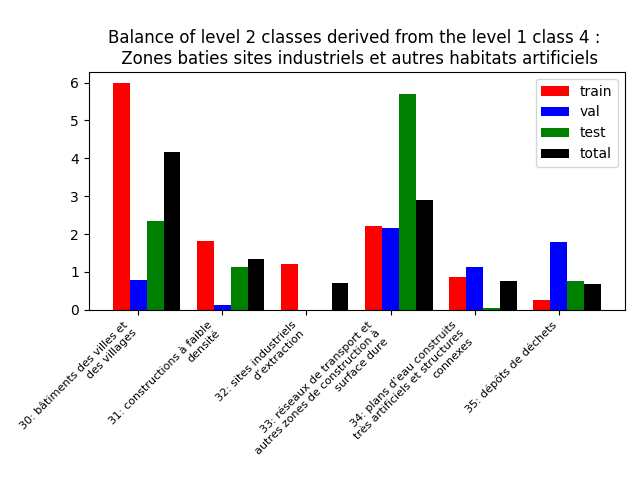 Balance of level 2 classes derived from the level 1 class 4 :
Zones baties sites industriels et autres habitats artificiels
6
5
4
3
2
1
0
train
val
test
total
30: bâtiments des villes et
des villages
31: constructions à faible
densité
32: sites industriels
d'extraction
33: réseaux de transport et
autres zones de construction à
surface dure
34: plans d'eau construits
très artificiels et structures
connexes
35: dépôts de déchets